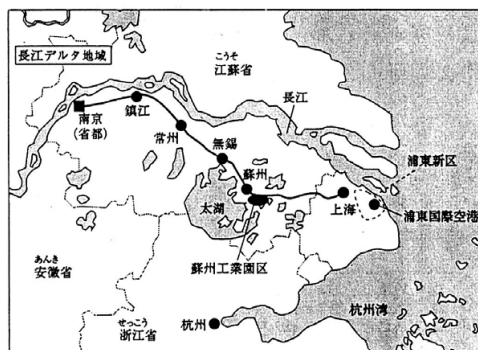 長江デルタ地域
こうそ
江蘇省
長江
鎮江
南京
(省都)
常州
無錫
浦東新区
蘇州
太湖
上海
浦東国際空港
蘇州工業園区
あんき
安徽省
せっこう
浙江省
杭州
杭州湾